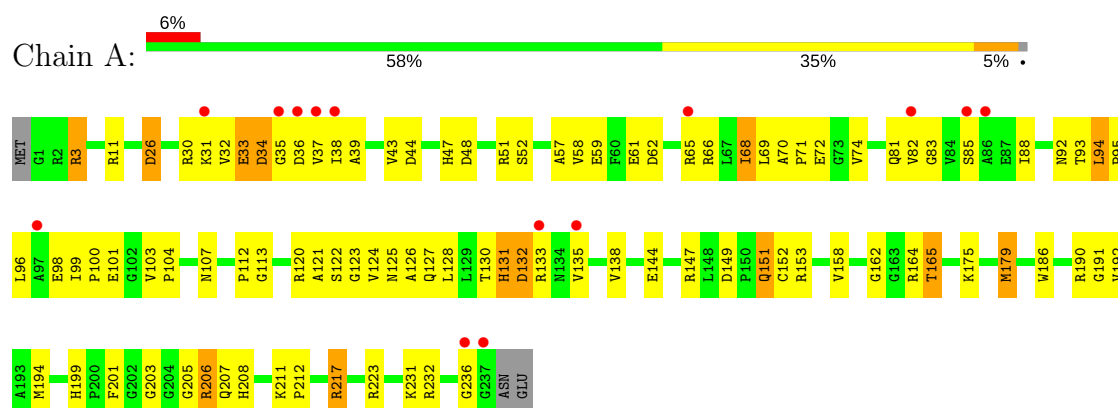 6%
Chain A:
58% 35% 5% •
MET G1 R2 R3 R11 D26 R30 K31 V32 E33 D34 G35 D36 V37 I38 A39 V43 D44 H47 D48 R51 S52 A57 V58 E59 F60 E61 D62 R65 R66 L67 I68 L69 A70 P71 E72 G73 V74 Q81 V82 G83 V84 S85 A86 E87 I88 N92 T93 L94 P95
L96 A97 E98 I99 P100 E101 G102 V103 P104 N107 P112 G113 R120 A121 S122 G123 V124 N125 A126 Q127 L128 L129 T130 H131 D132 R133 N134 V135 V138 E144 R147 L148 D149 P150 Q151 C152 R153 V158 G162 G163 R164 T165 K175 M179 W186 R190 G191 V192
A193 M194 H199 P200 F201 G202 G203 G204 G205 R206 Q207 H208 K211 P212 R217 R223 K231 R232 G236 G237 ASN GLU